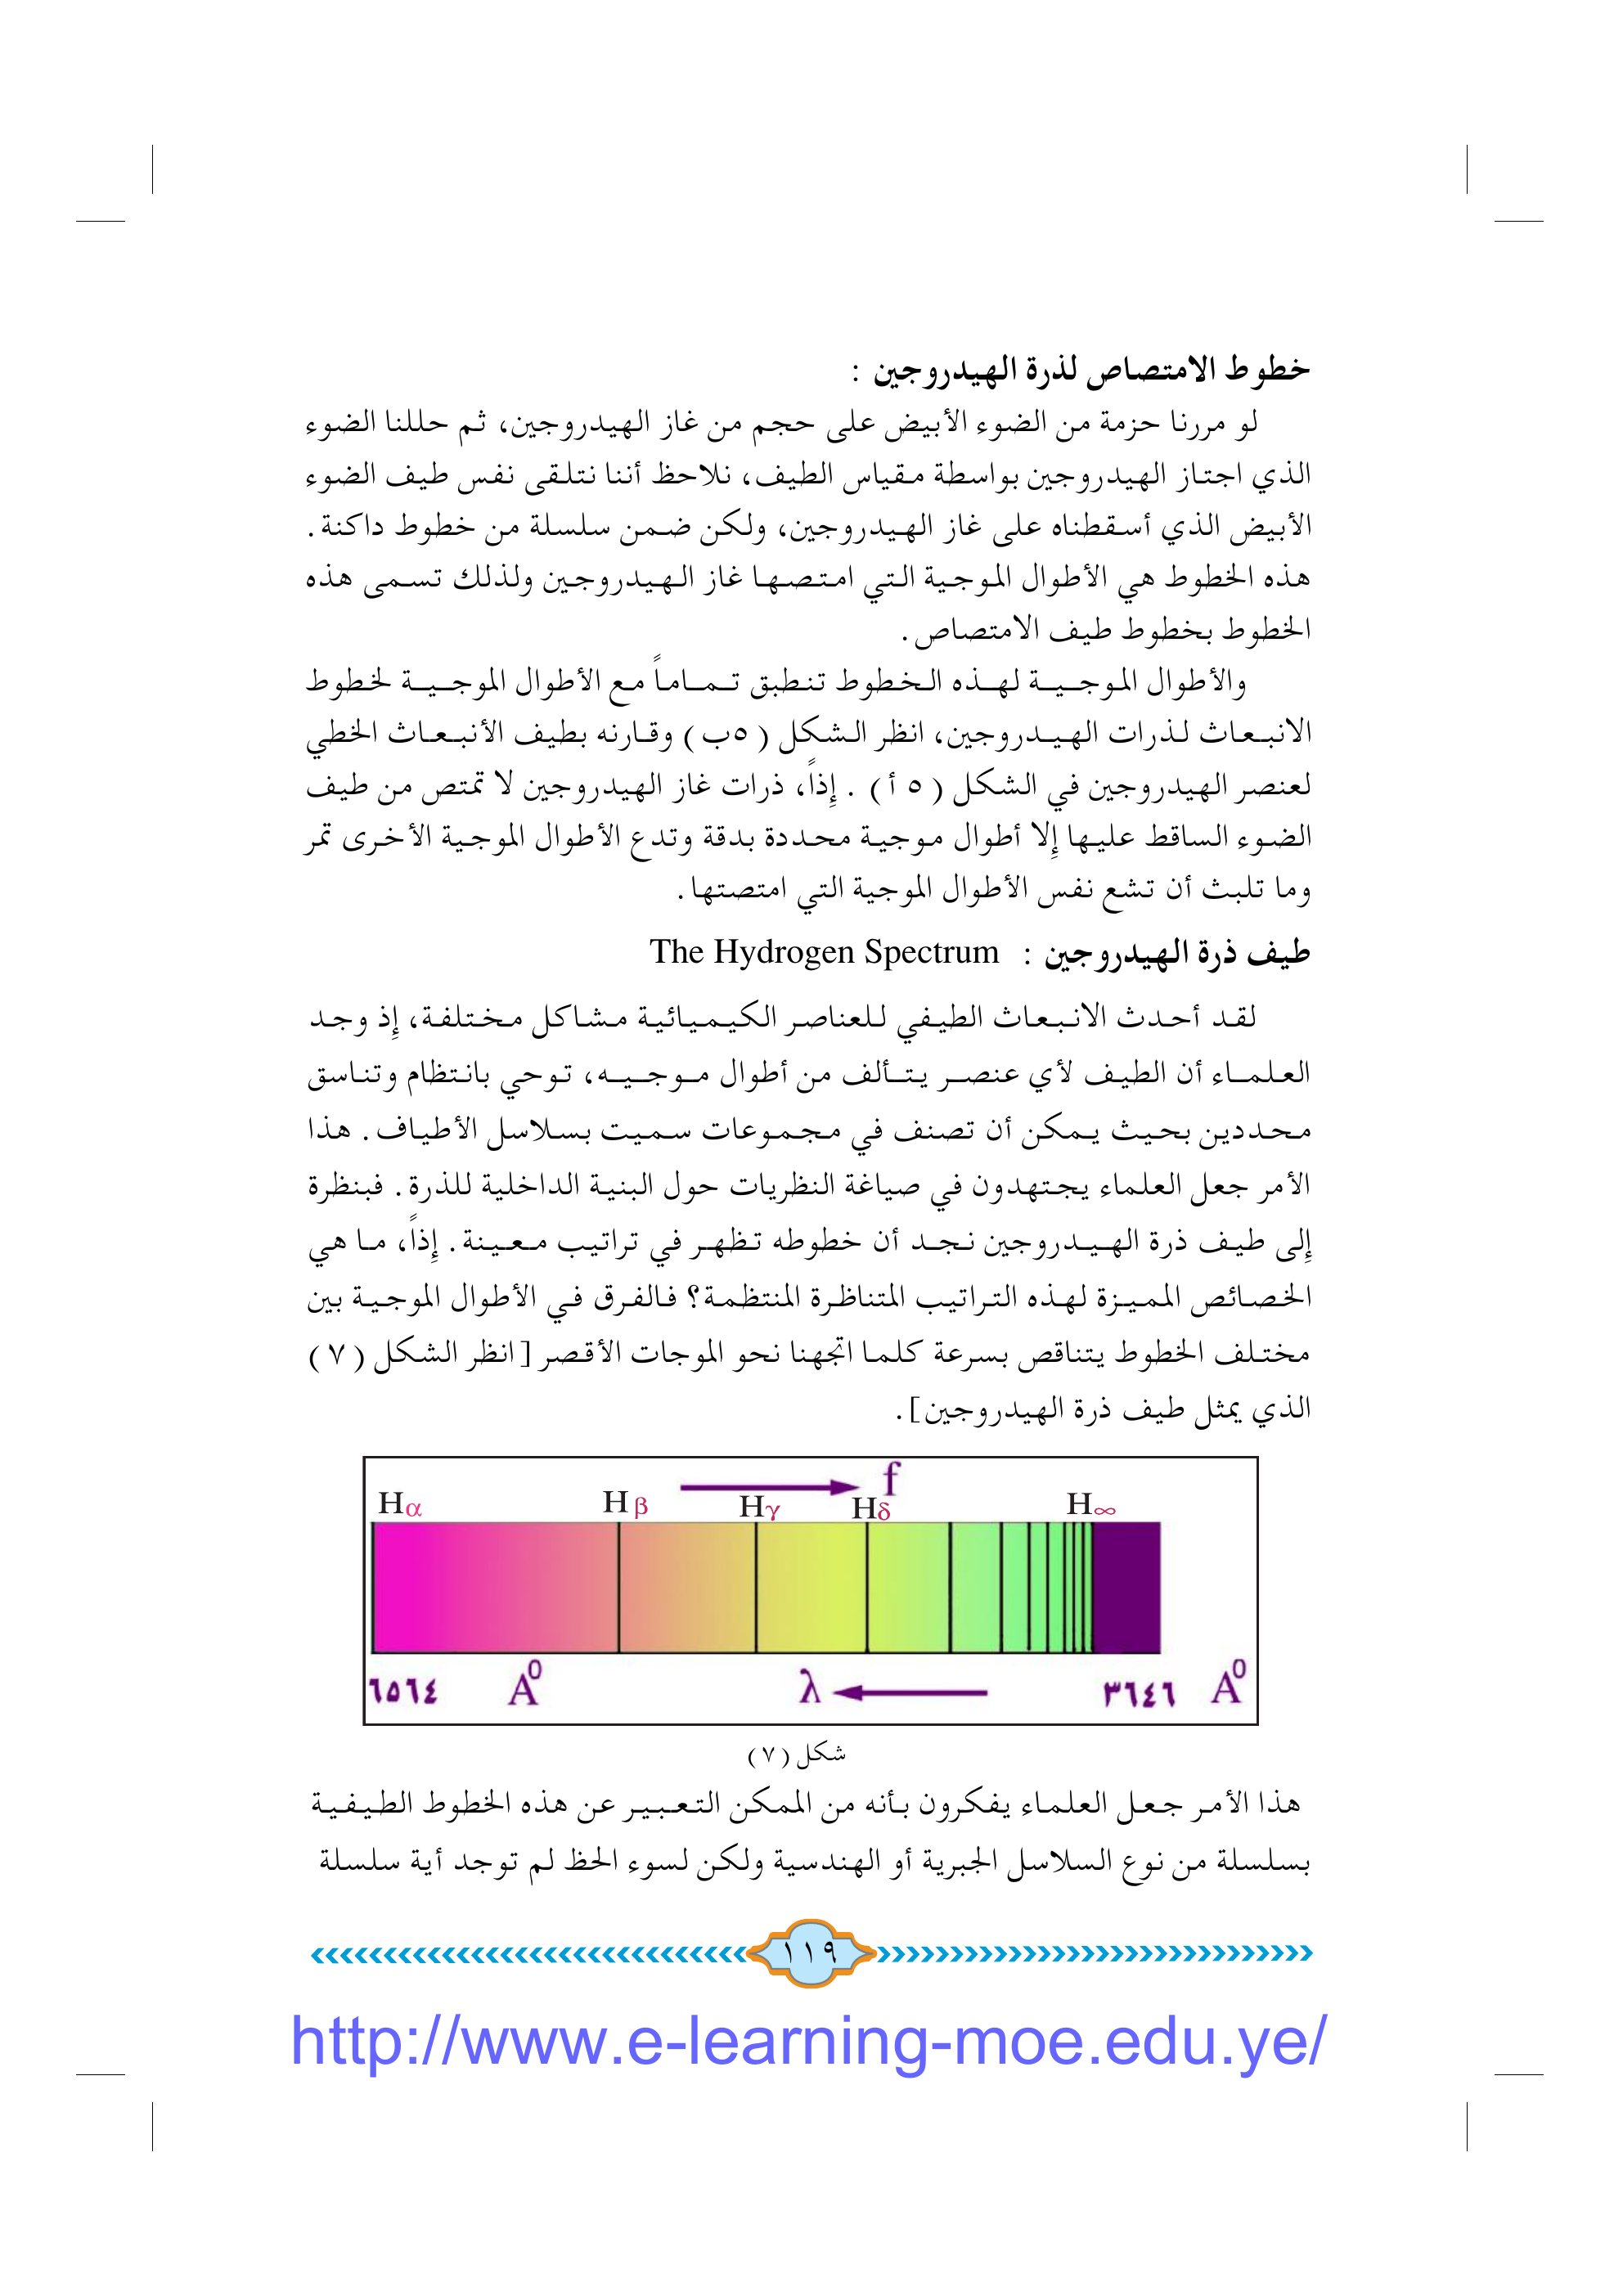 خطوط الامتصاص لذرة الهيدروجين :
لو مررنا حزمة من الضوء الأبيض على حجم من غاز الهيدروجين، ثم حللنا الضوء
الذي اجتاز الهيدروجين بواسطة مقياس الطيف، نلاحظ أننا نتلقى نفس طيف الضوء
الأبيض الذي أسقطناه على غاز الهيدروجين، ولكن ضمن سلسلة من خطوط داكنة.
هذه الخطوط هي الأطوال الموجية التي امتصها غاز الهيدروجين ولذلك تسمى هذه
الخطوط بخطوط طيف الامتصاص.
والأطوال الموجية لهذه الخطوط تنطبق تماماً مع الأطوال الموجية لخطوط
الانبعاث لذرات الهيدروجين، انظر الشكل (٥ب) وقارنه بطيف الأنبعاث الخطي
لعنصر الهيدروجين في الشكل (٥ أ) . إِذاً، ذرات غاز الهيدروجين لا تمتص من طيف
الضوء الساقط عليها إِلا أطوال موجية محددة بدقة وتدع الأطوال الموجية الأخرى تمر
وما تلبث أن تشع نفس الأطوال الموجية التي امتصتها.
طيف ذرة الهيدروجين : The Hydrogen Spectrum
لقد أحدث الانبعاث الطيفي للعناصر الكيميائية مشاكل مختلفة، إِذ وجد
العلماء أن الطيف لأي عنصر يتألف من أطوال موجيه، توحي بانتظام وتناسق
محددين بحيث يمكن أن تصنف في مجموعات سميت بسلاسل الأطياف. هذا
الأمر جعل العلماء يجتهدون في صياغة النظريات حول البنية الداخلية للذرة. فبنظرة
إِلى طيف ذرة الهيدروجين نجد أن خطوطه تظهر في تراتيب معينة. إِذاً، ما هي
الخصائص المميزة لهذه التراتيب المتناظرة المنتظمة؟ فالفرق في الأطوال الموجية بين
مختلف الخطوط يتناقص بسرعة كلما اتجهنا نحو الموجات الأقصر [انظر الشكل (٧)
الذي يمثل طيف ذرة الهيدروجين].
f
Hα Hβ Hγ Hδ H∞
٦٥٦٤ A⁰ λ ٣٦٤٦ A⁰
شكل (٧)
هذا الأمر جعل العلماء يفكرون بأنه من الممكن التعبير عن هذه الخطوط الطيفية
بسلسلة من نوع السلاسل الجبرية أو الهندسية ولكن لسوء الحظ لم توجد أية سلسلة
١١٩
http://www.e-learning-moe.edu.ye/